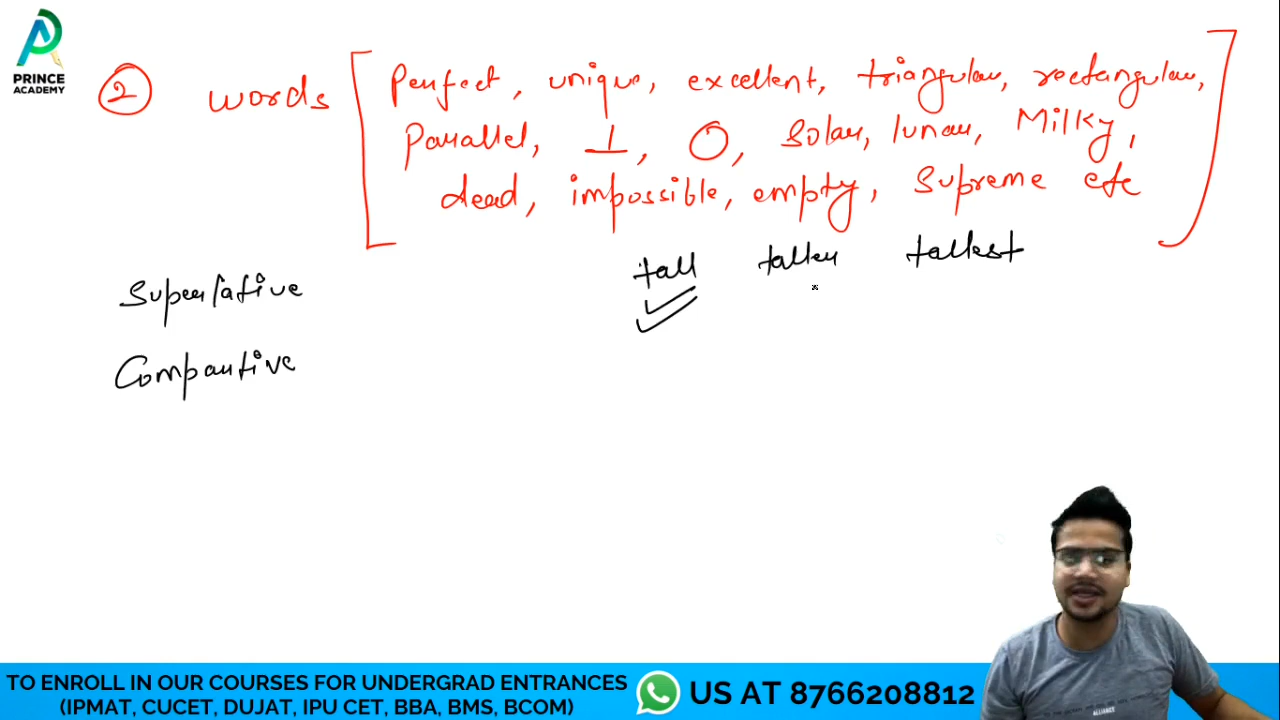 PRINCE
ACADEMY
2 words [ Perfect, unique, excellent, triangular, rectangular,
Parallel, ⊥, O, Solar, lunar, Milky,
dead, impossible, empty, Supreme etc ]
tall taller tallest
Superlative
Compartive
TO ENROLL IN OUR COURSES FOR UNDERGRAD ENTRANCES
(IPMAT, CUCET, DUJAT, IPU CET, BBA, BMS, BCOM)
US AT 8766208812
ALLIANCE